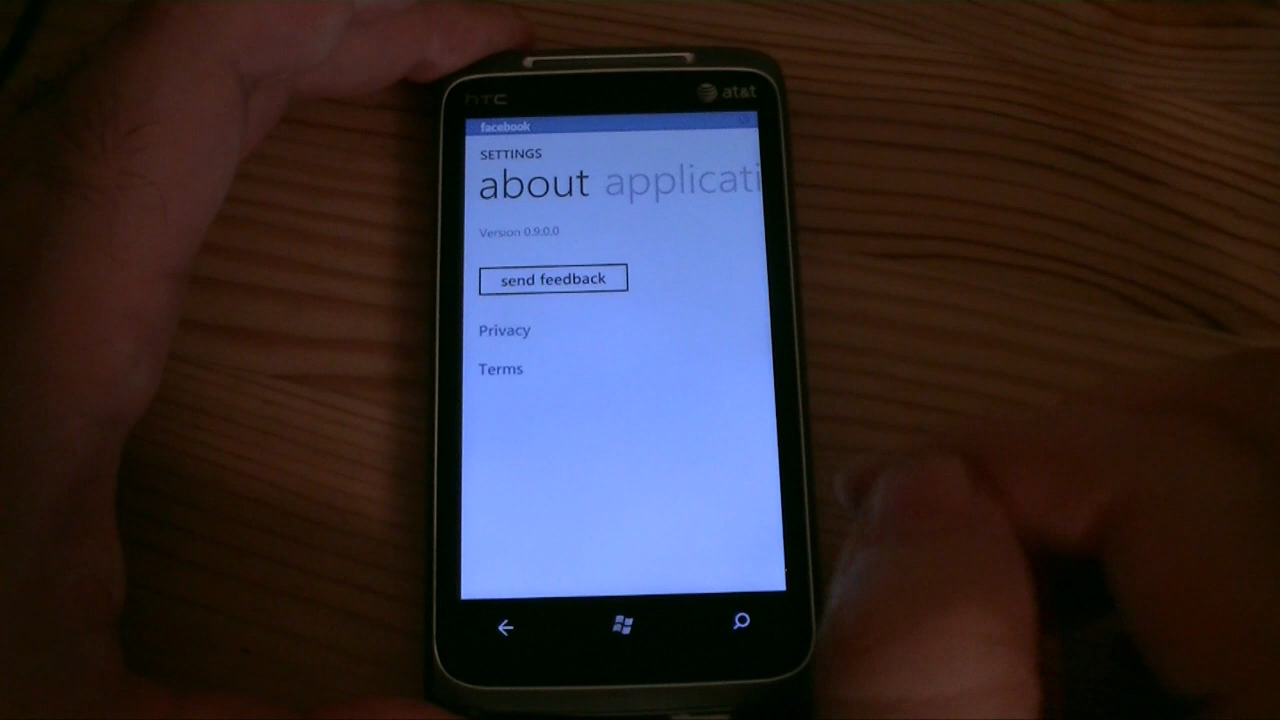 hTC
at&t
facebook
SETTINGS
about applicati
Version 0.9.0.0
send feedback
Privacy
Terms